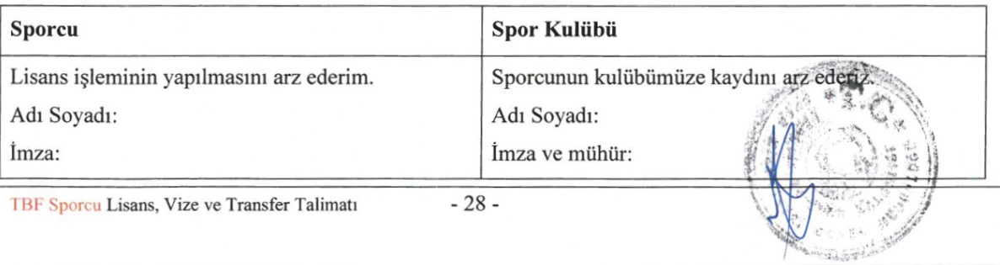 Sporcu
Spor Kulübü
Lisans işleminin yapılmasını arz ederim.
Adı Soyadı:
İmza:
Sporcunun kulübümüze kaydını arz ederiz.
Adı Soyadı:
İmza ve mühür:
T.C
TBF Sporcu Lisans, Vize ve Transfer Talimatı
- 28 -